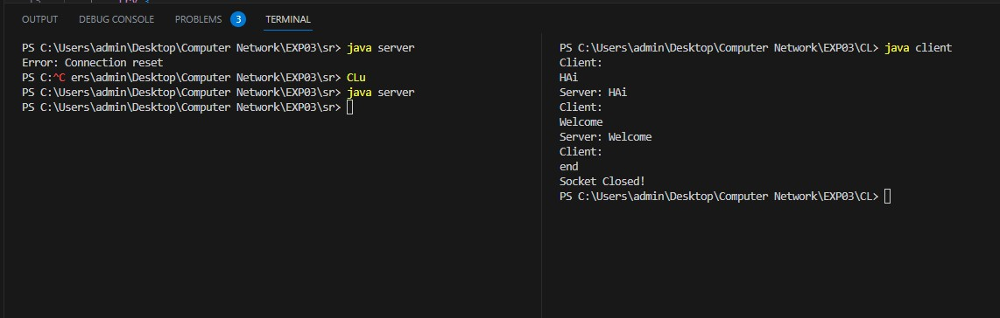 OUTPUT DEBUG CONSOLE PROBLEMS 3 TERMINAL
PS C:\Users\admin\Desktop\Computer Network\EXP03\sr> java server
Error: Connection reset
PS C:^C ers\admin\Desktop\Computer Network\EXP03\sr> CLu
PS C:\Users\admin\Desktop\Computer Network\EXP03\sr> java server
PS C:\Users\admin\Desktop\Computer Network\EXP03\sr>
PS C:\Users\admin\Desktop\Computer Network\EXP03\CL> java client
Client:
HAi
Server: HAi
Client:
Welcome
Server: Welcome
Client:
end
Socket Closed!
PS C:\Users\admin\Desktop\Computer Network\EXP03\CL>